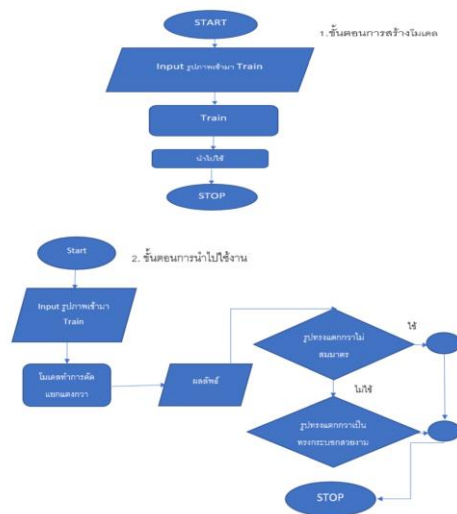 START
1.ขั้นตอนการสร้างโมเดล
Input รูปภาพเข้ามา Train
Train
นำไปใช้
STOP
Start
2. ขั้นตอนการนำไปใช้งาน
Input รูปภาพเข้ามา
Train
โมเดลทำการคัด
แยกแตงกวา
ผลลัพธ์
รูปทรงแตกกวาไม่
สมมาตร
ใช้
ไม่ใช้
รูปทรงแตกกวาเป็น
ทรงกระบอกสวยงาม
STOP